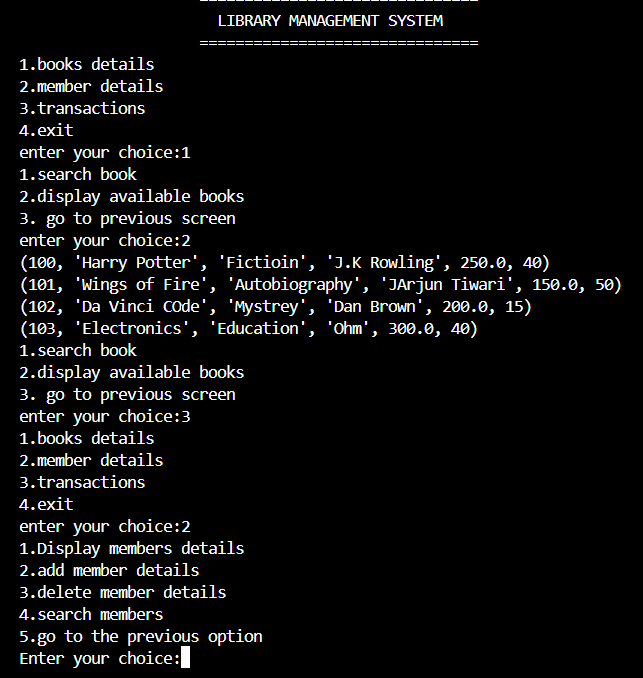 ===============================
LIBRARY MANAGEMENT SYSTEM
===============================
1.books details
2.member details
3.transactions
4.exit
enter your choice:1
1.search book
2.display available books
3. go to previous screen
enter your choice:2
(100, 'Harry Potter', 'Fictioin', 'J.K Rowling', 250.0, 40)
(101, 'Wings of Fire', 'Autobiography', 'JArjun Tiwari', 150.0, 50)
(102, 'Da Vinci COde', 'Mystrey', 'Dan Brown', 200.0, 15)
(103, 'Electronics', 'Education', 'Ohm', 300.0, 40)
1.search book
2.display available books
3. go to previous screen
enter your choice:3
1.books details
2.member details
3.transactions
4.exit
enter your choice:2
1.Display members details
2.add member details
3.delete member details
4.search members
5.go to the previous option
Enter your choice: